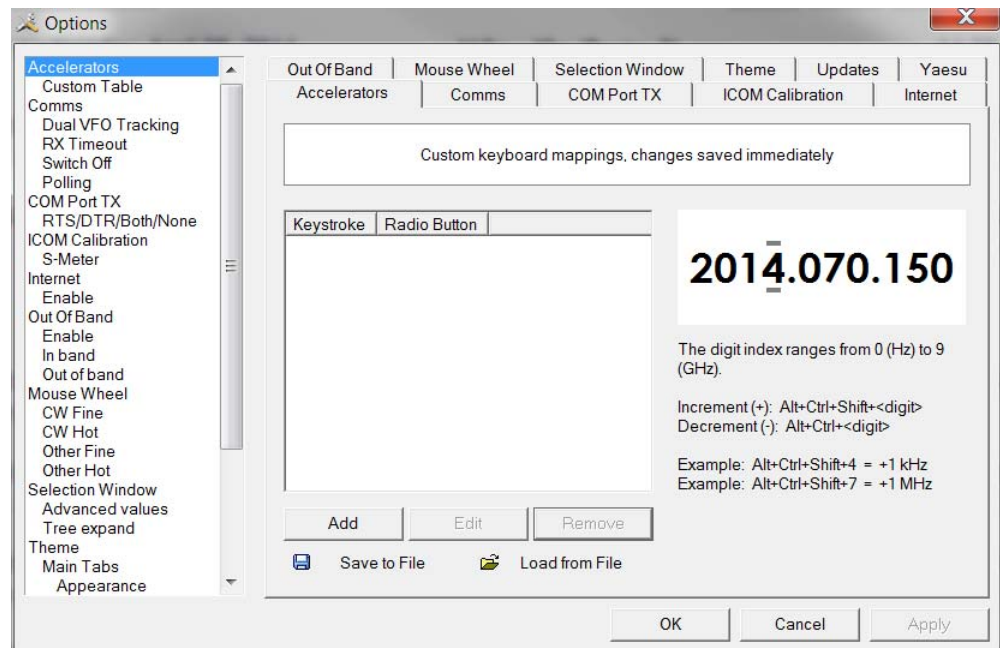 Options
X
Accelerators
Custom Table
Comms
Dual VFO Tracking
RX Timeout
Switch Off
Polling
COM Port TX
RTS/DTR/Both/None
ICOM Calibration
S-Meter
Internet
Enable
Out Of Band
Enable
In band
Out of band
Mouse Wheel
CW Fine
CW Hot
Other Fine
Other Hot
Selection Window
Advanced values
Tree expand
Theme
Main Tabs
Appearance
Out Of Band Mouse Wheel Selection Window Theme Updates Yaesu
Accelerators Comms COM Port TX ICOM Calibration Internet
Custom keyboard mappings, changes saved immediately
Keystroke Radio Button
2014.070.150
The digit index ranges from 0 (Hz) to 9
(GHz).
Increment (+): Alt+Ctrl+Shift+<digit>
Decrement (-): Alt+Ctrl+<digit>
Example: Alt+Ctrl+Shift+4 = +1 kHz
Example: Alt+Ctrl+Shift+7 = +1 MHz
Add Edit Remove
Save to File Load from File
OK Cancel Apply